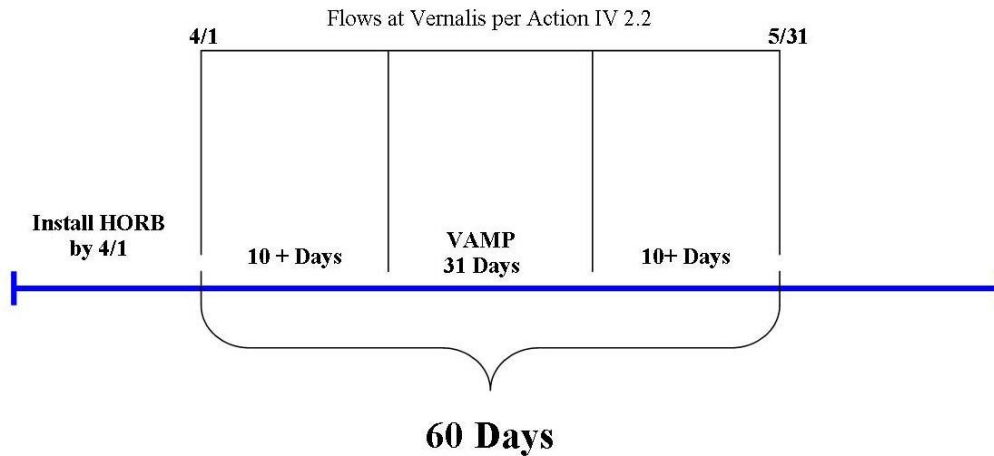 Flows at Vernalis per Action IV 2.2
4/1
5/31
Install HORB
by 4/1
10 + Days
VAMP
31 Days
10+ Days
60 Days